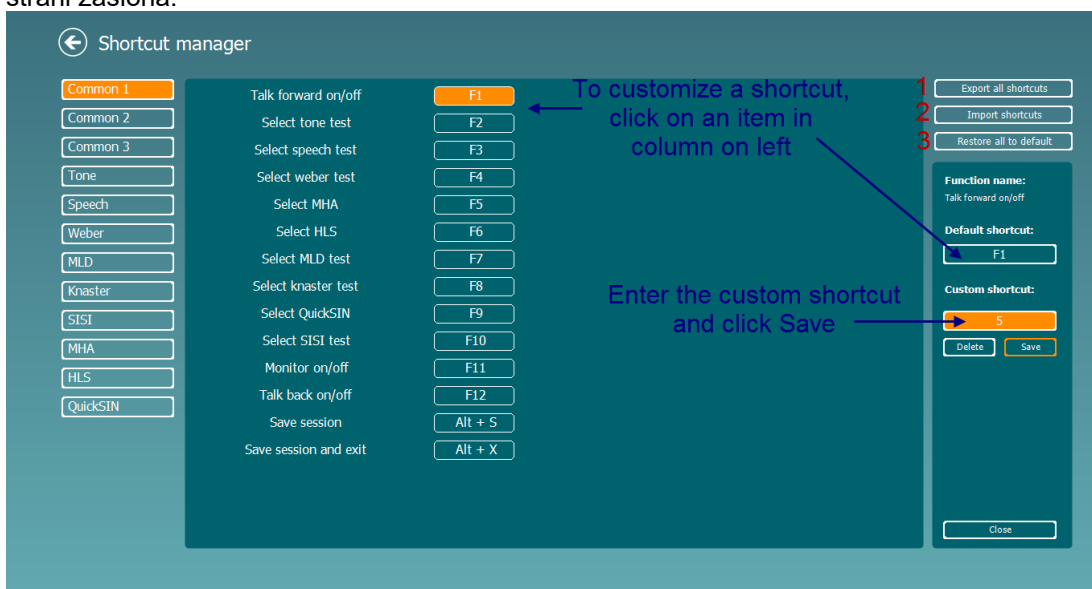 strani zaslona.
Shortcut manager
Common 1
Common 2
Common 3
Tone
Speech
Weber
MLD
Knaster
SISI
MHA
HLS
QuickSIN
Talk forward on/off F1
Select tone test F2
Select speech test F3
Select weber test F4
Select MHA F5
Select HLS F6
Select MLD test F7
Select knaster test F8
Select QuickSIN F9
Select SISI test F10
Monitor on/off F11
Talk back on/off F12
Save session Alt + S
Save session and exit Alt + X
To customize a shortcut,
click on an item in
column on left
Enter the custom shortcut
and click Save
1 Export all shortcuts
2 Import shortcuts
3 Restore all to default
Function name:
Talk forward on/off
Default shortcut:
F1
Custom shortcut:
5
Delete Save
Close